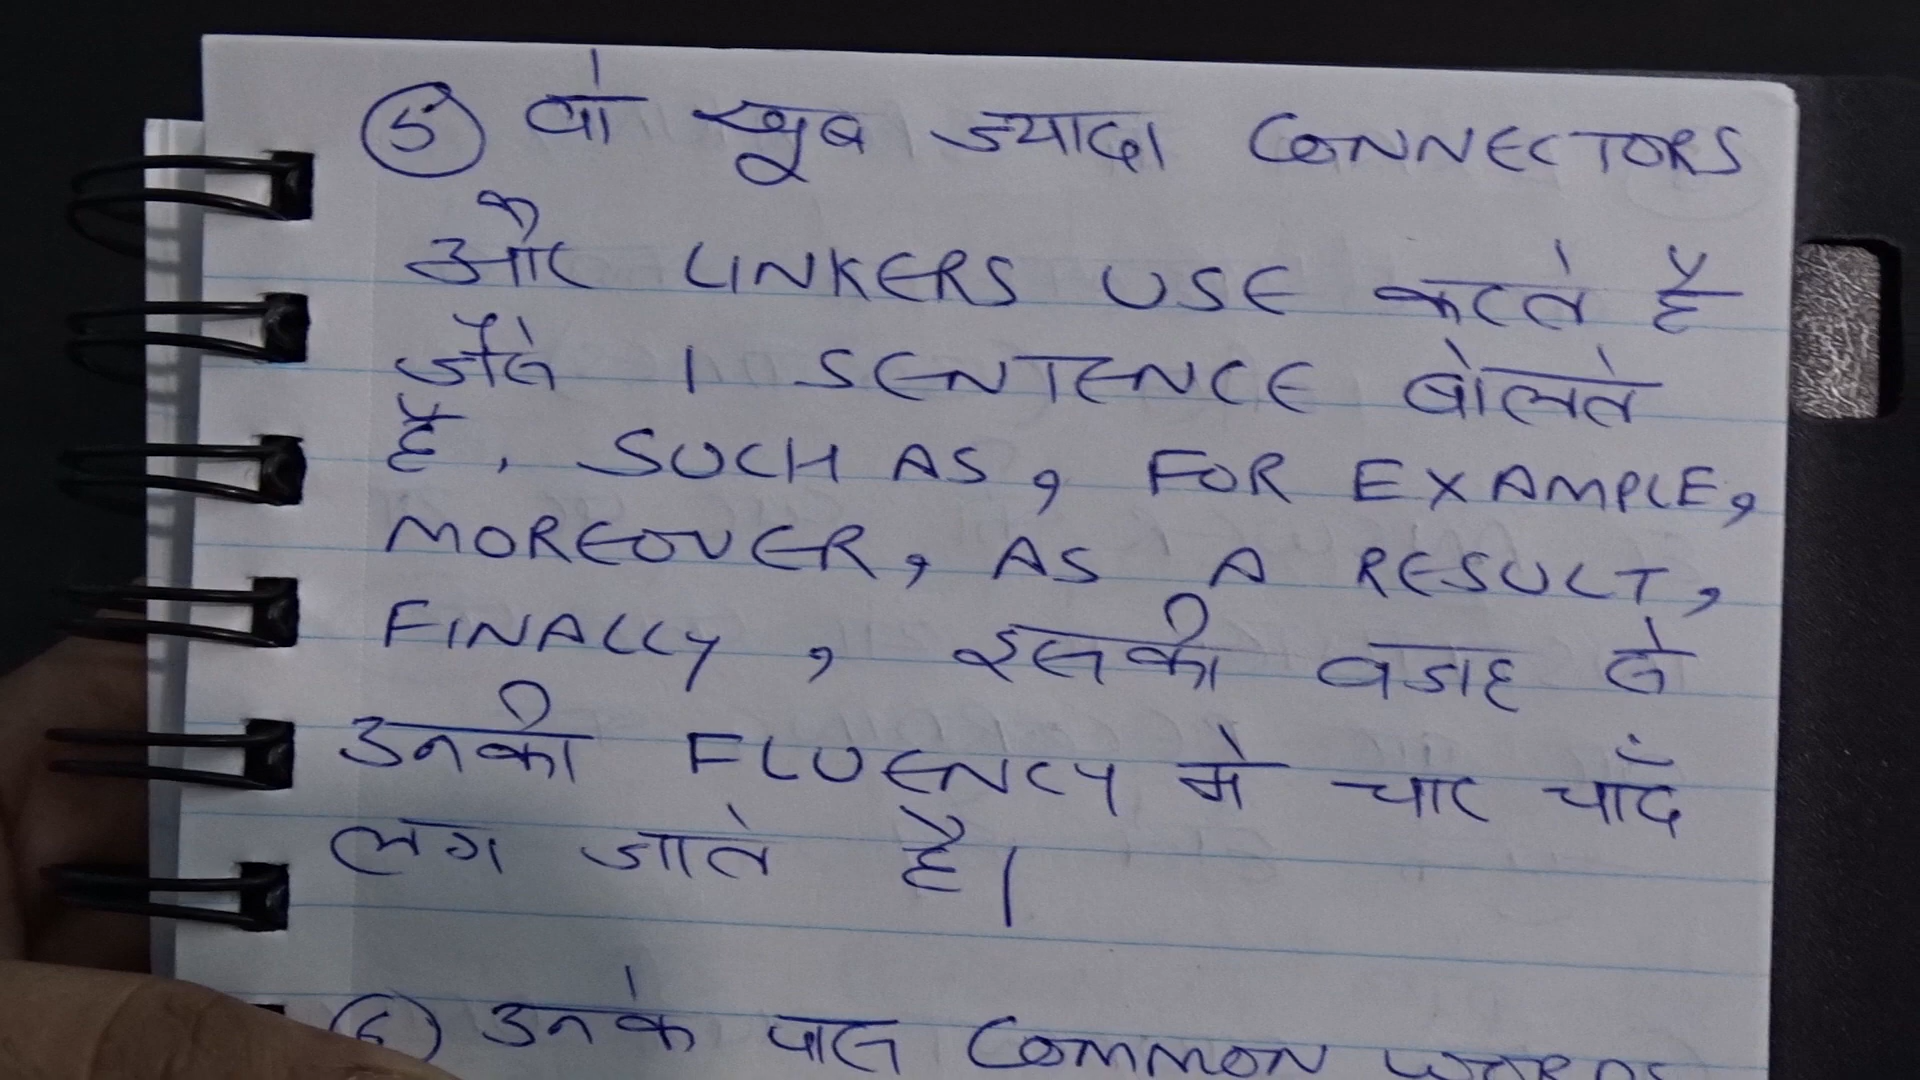 ⑤ वो खूब ज्यादा CONNECTORS
और LINKERS USE करते है
जैसे 1 SENTENCE बोलते
है, SUCH AS, FOR EXAMPLE,
MOREOVER, AS A RESULT,
FINALLY, इसकी वजह से
उनकी FLUENCY मे चार चाँद
लग जाते है।
⑥ उनके पास COMMON WORDS